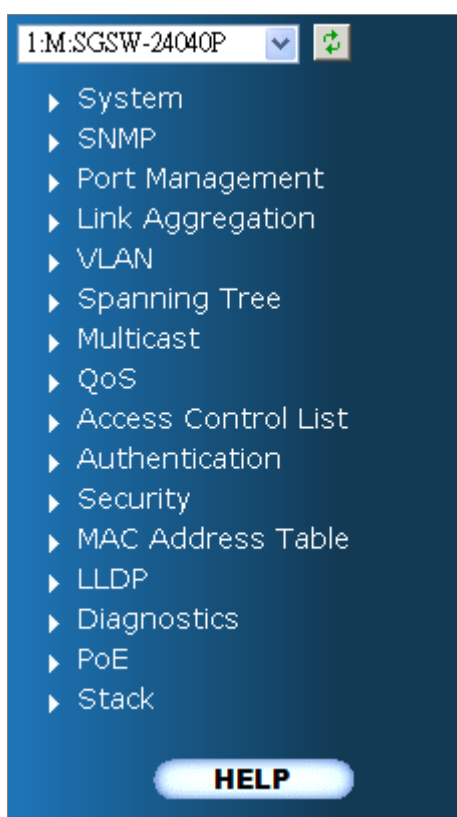 1:M:SGSW-24040P
System
SNMP
Port Management
Link Aggregation
VLAN
Spanning Tree
Multicast
QoS
Access Control List
Authentication
Security
MAC Address Table
LLDP
Diagnostics
PoE
Stack
HELP